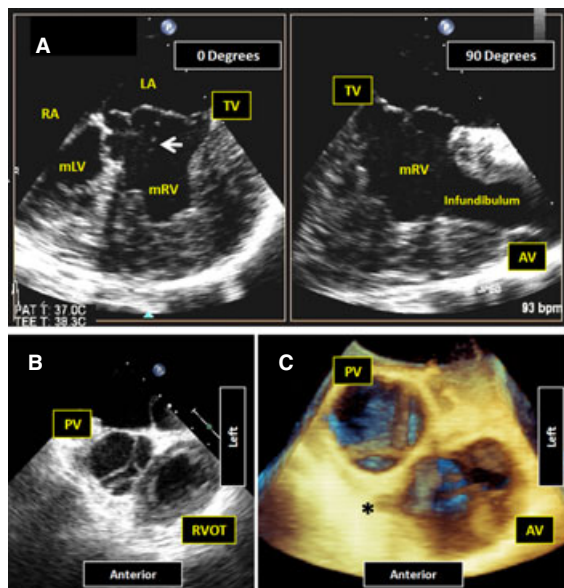 A
0 Degrees
LA
TV
RA
mLV
mRV
PAT T: 37.0C
TEE T: 38.3C
90 Degrees
TV
mRV
Infundibulum
AV
93 bpm
B
PV
Left
RVOT
Anterior
C
PV
Left
*
AV
Anterior